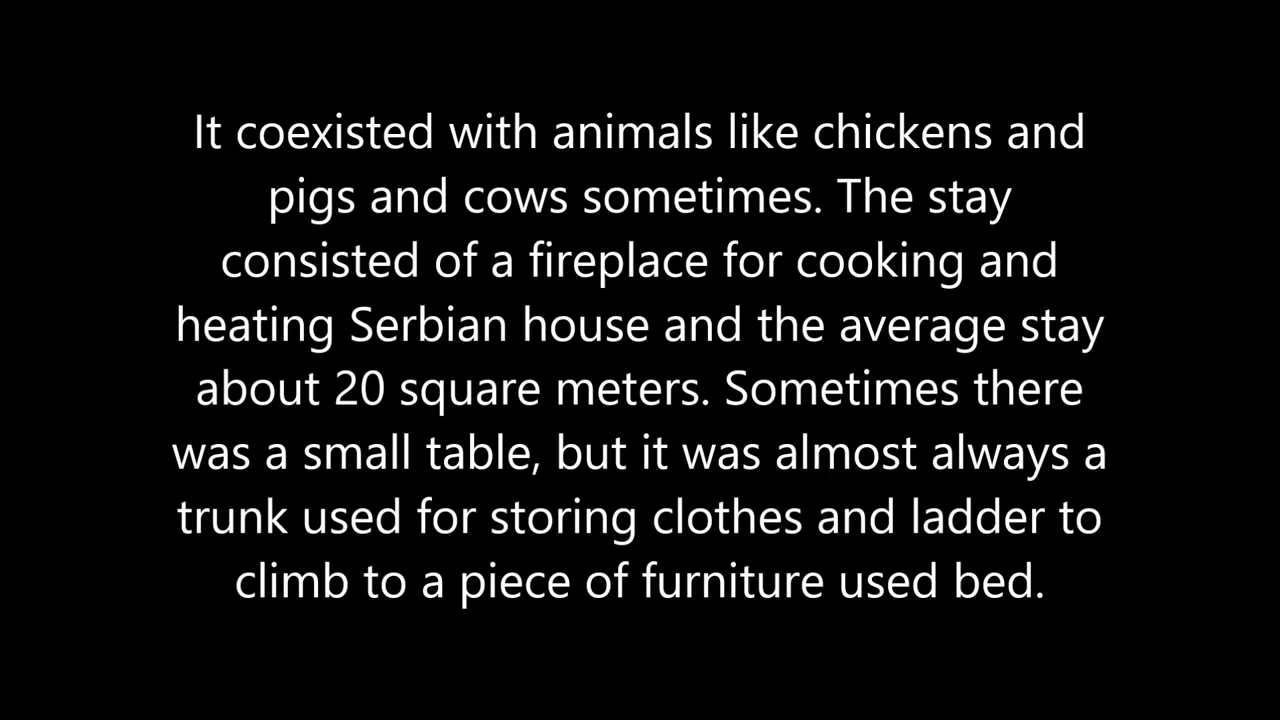 It coexisted with animals like chickens and
pigs and cows sometimes. The stay
consisted of a fireplace for cooking and
heating Serbian house and the average stay
about 20 square meters. Sometimes there
was a small table, but it was almost always a
trunk used for storing clothes and ladder to
climb to a piece of furniture used bed.